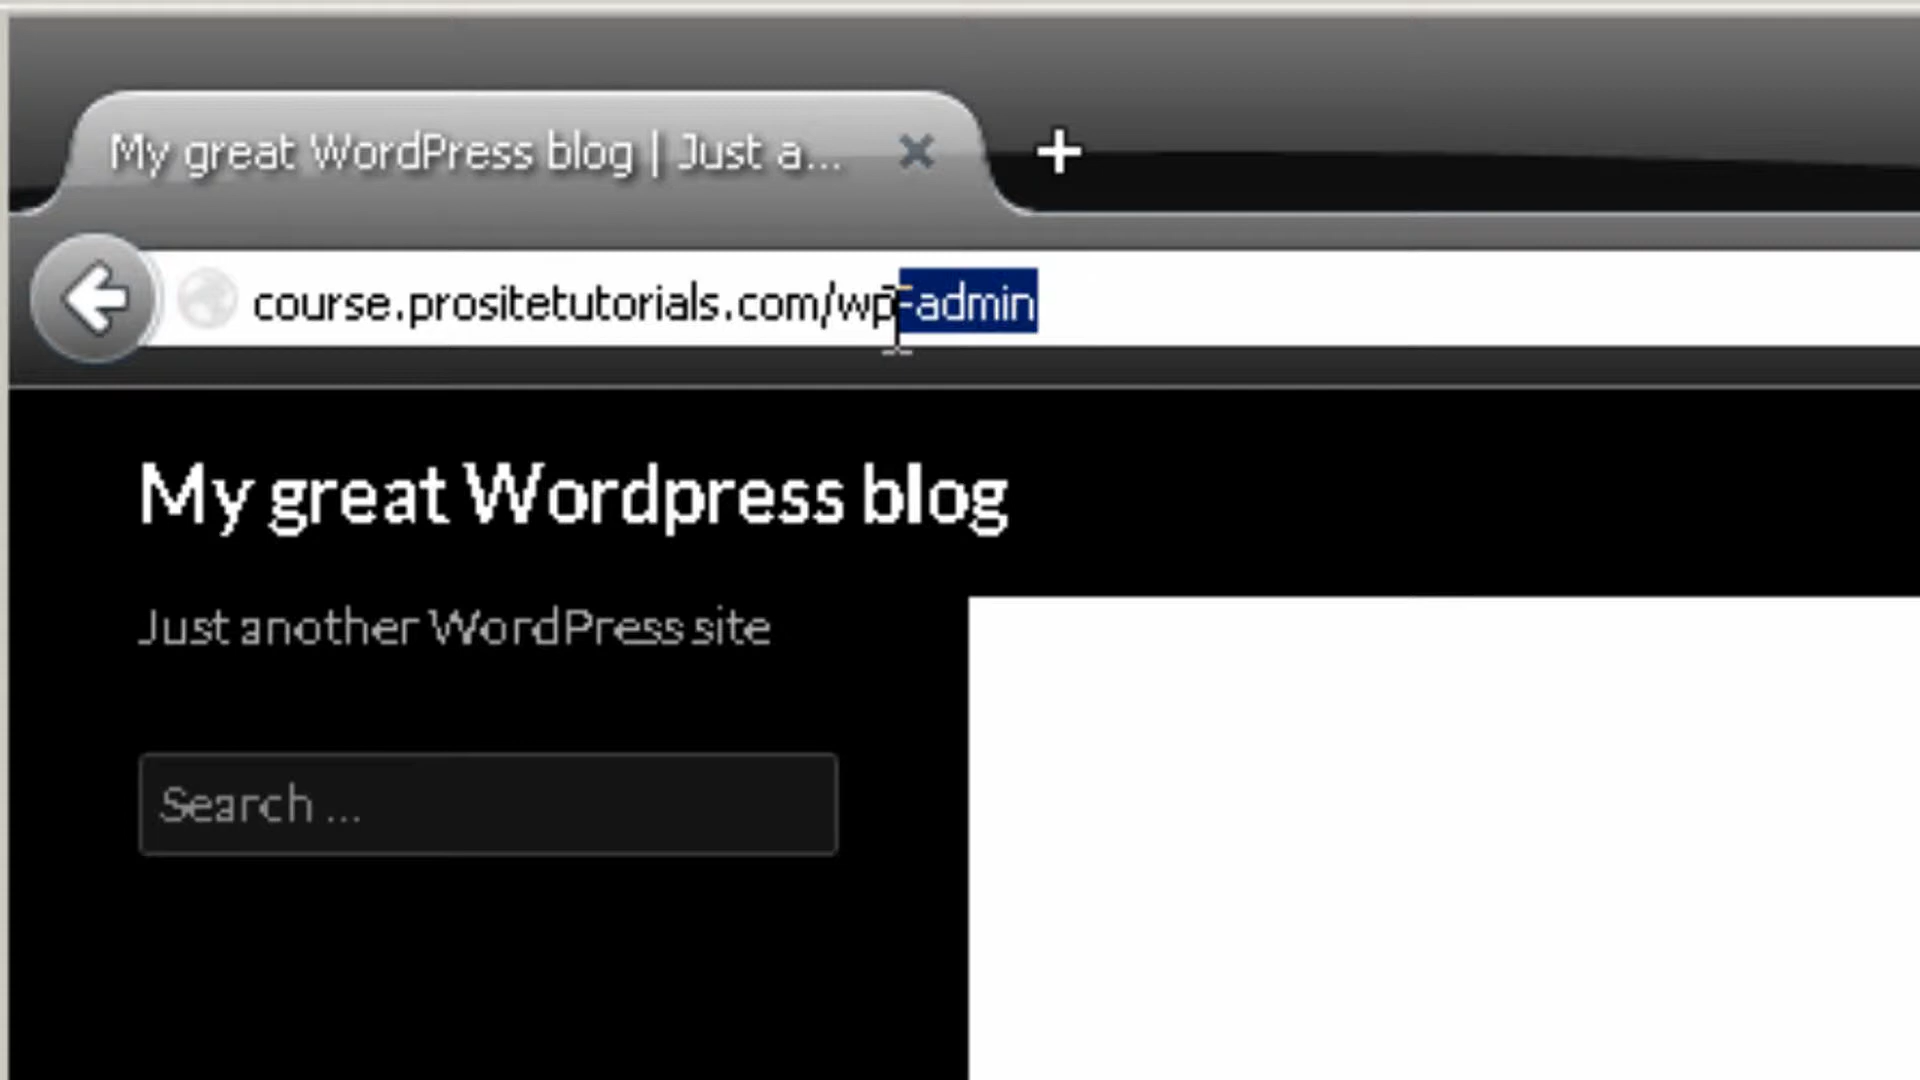 My great WordPress blog | Just a...
course.prositetutorials.com/wp-admin
My great Wordpress blog
Just another WordPress site
Search ...